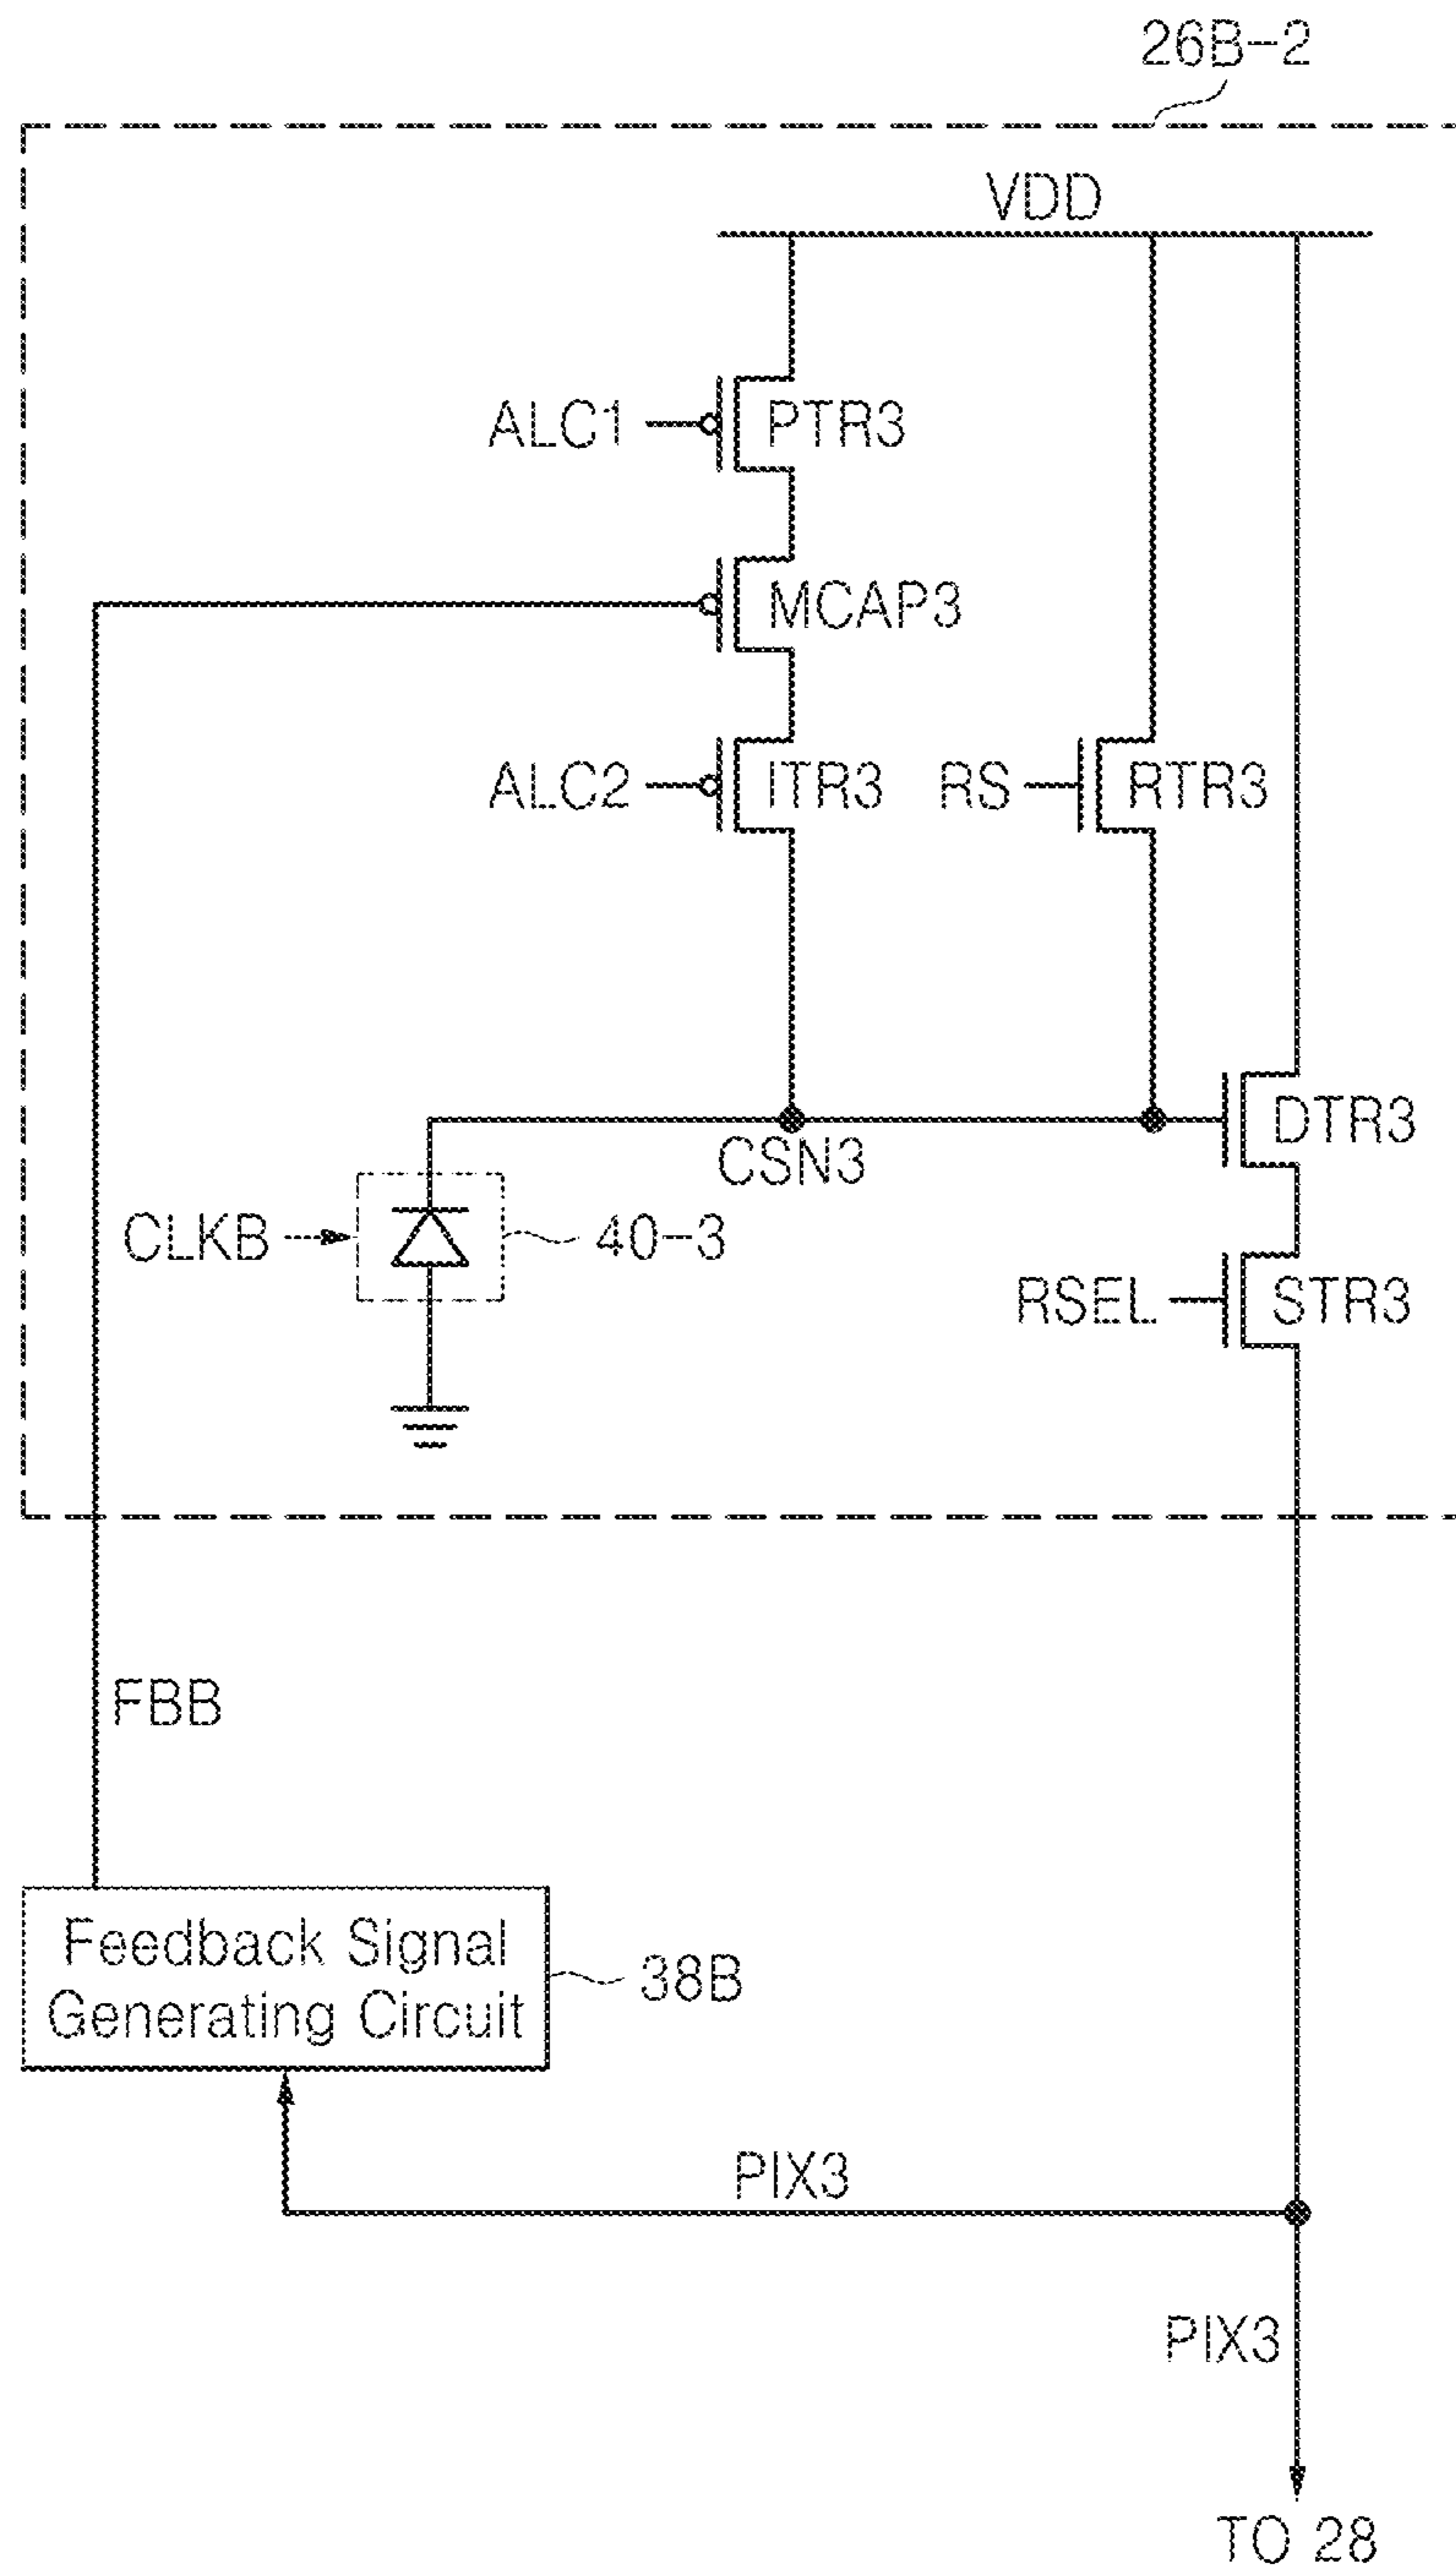 26B-2
VDD
ALC1
PTR3
MCAP3
ALC2
ITR3
RS
RTR3
DTR3
CSN3
CLKB
40-3
RSEL
STR3
FBB
Feedback Signal
Generating Circuit
38B
PIX3
PIX3
TO 28